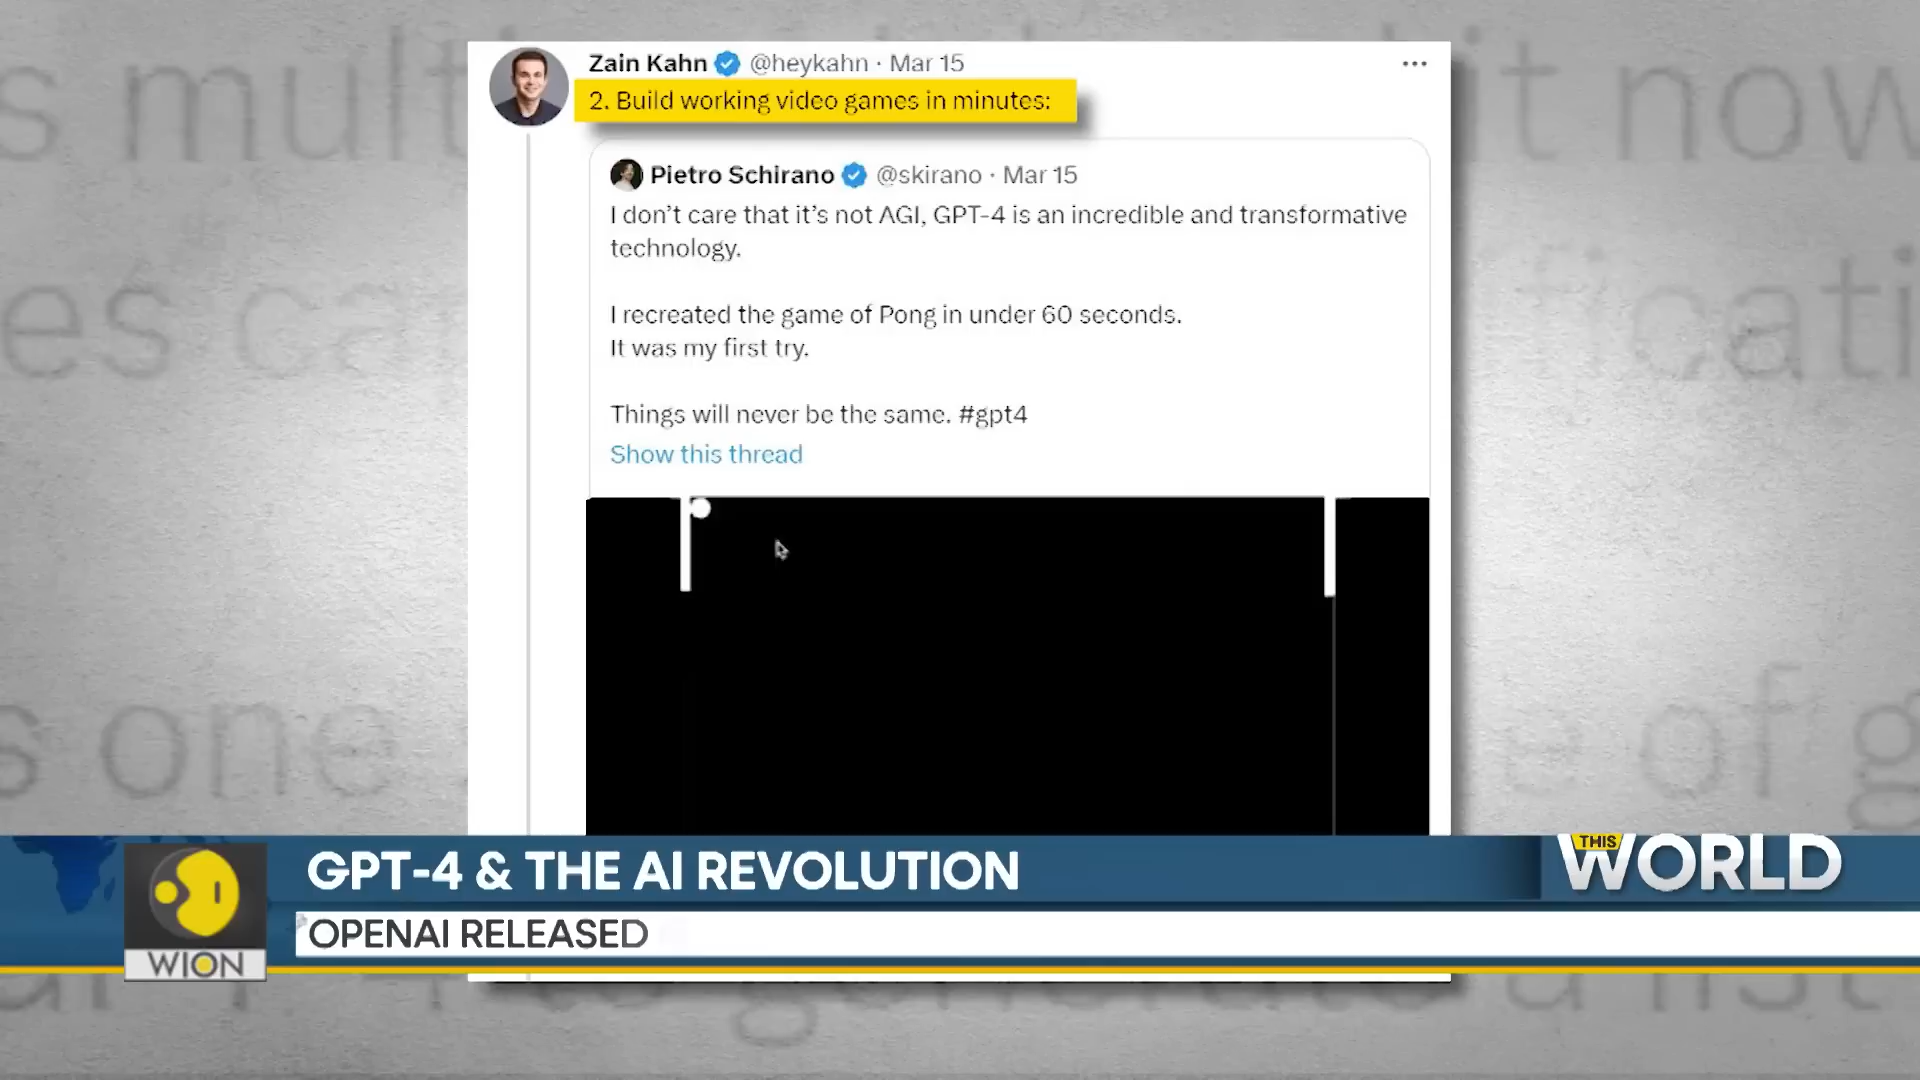 Zain Kahn @heykahn · Mar 15
2. Build working video games in minutes:
Pietro Schirano @skirano · Mar 15
I don’t care that it’s not AGI, GPT-4 is an incredible and transformative
technology.
I recreated the game of Pong in under 60 seconds.
It was my first try.
Things will never be the same. #gpt4
Show this thread
GPT-4 & THE AI REVOLUTION
THIS
WORLD
OPENAI RELEASED
WION